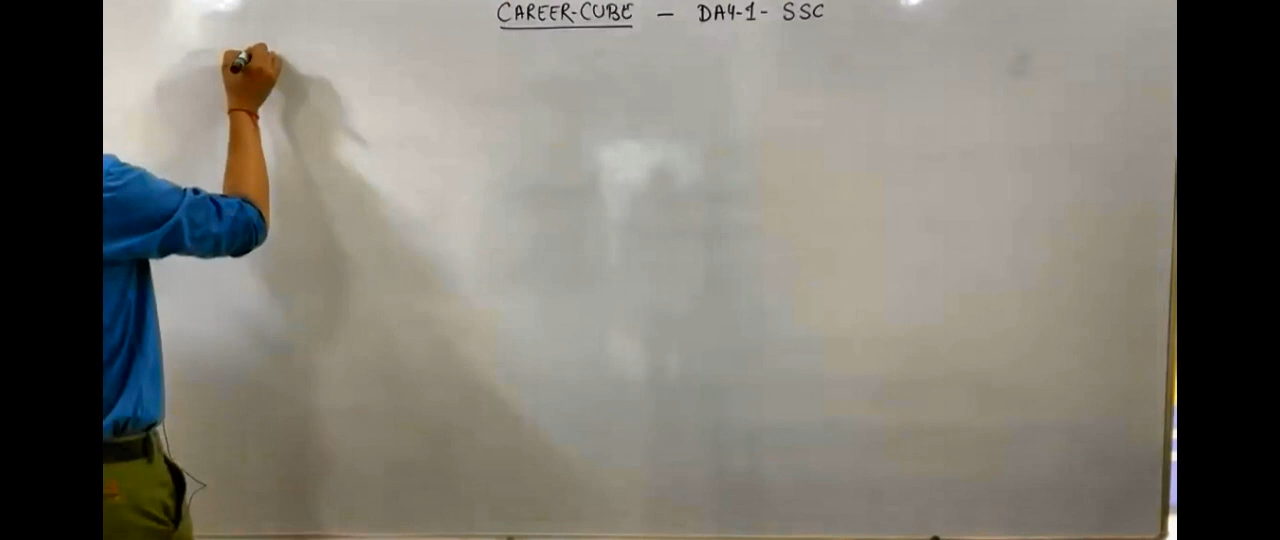 CAREER-CUBE — DAY-1- SSC